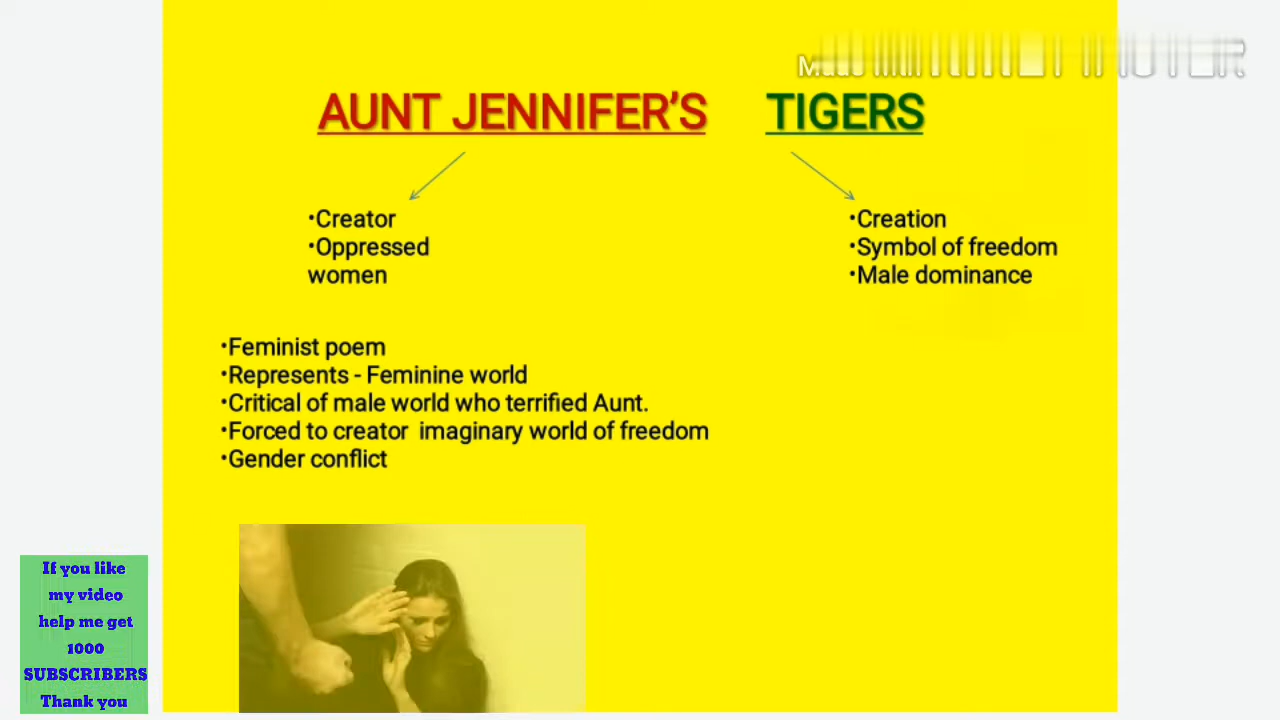 AUNT JENNIFER'S TIGERS
•Creator
•Oppressed
women
•Creation
•Symbol of freedom
•Male dominance
•Feminist poem
•Represents - Feminine world
•Critical of male world who terrified Aunt.
•Forced to creator imaginary world of freedom
•Gender conflict
If you like
my video
help me get
1000
SUBSCRIBERS
Thank you